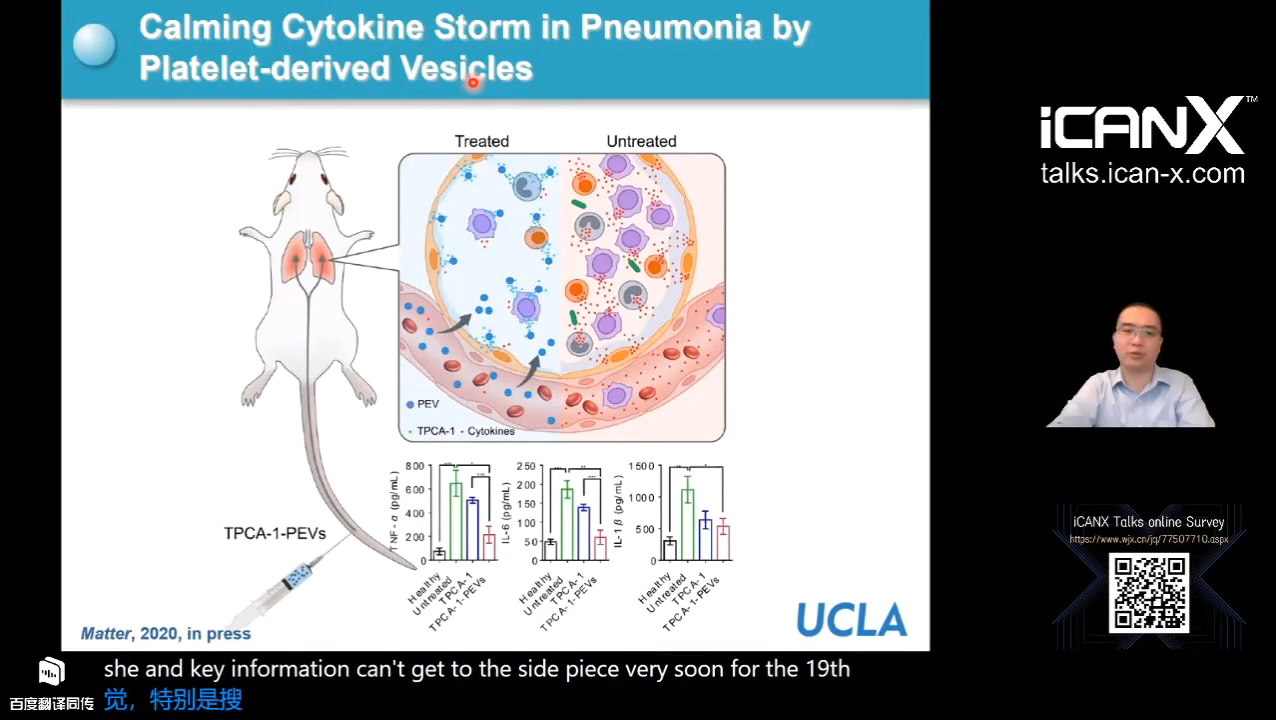 Calming Cytokine Storm in Pneumonia by
Platelet-derived Vesicles
Treated
Untreated
PEV
TPCA-1 · Cytokines
TPCA-1-PEVs
TNF-α (pg/mL)
800
600
400
200
0
Healthy
Untreated
TPCA-1
TPCA-1-PEVs
IL-6 (pg/mL)
250
200
150
100
50
0
Healthy
Untreated
TPCA-1
TPCA-1-PEVs
IL-1β (pg/mL)
1500
1000
500
0
Healthy
Untreated
TPCA-1
TPCA-1-PEVs
Matter, 2020, in press
UCLA
iCANX™
talks.ican-x.com
iCANX Talks online Survey
https://www.wjx.cn/jq/77507710.aspx
she and key information can't get to the side piece very soon for the 19th
觉，特别是搜
百度翻译同传